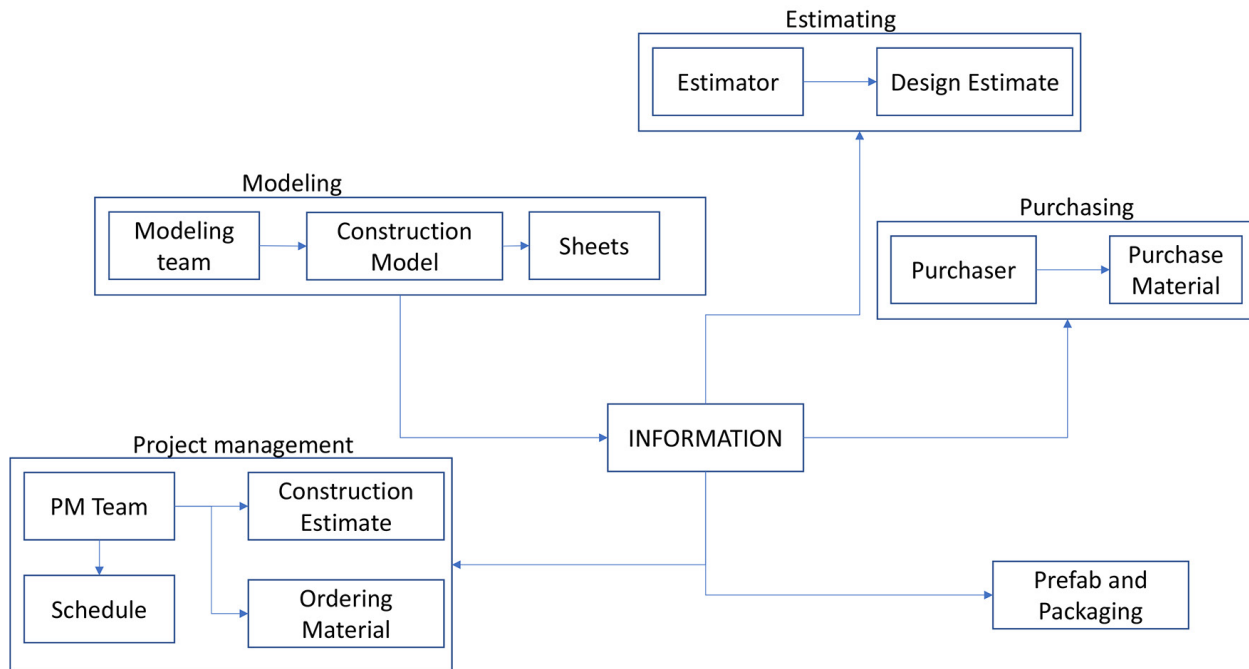 Estimating
Estimator
Design Estimate
Modeling
Modeling
team
Construction
Model
Sheets
Purchasing
Purchaser
Purchase
Material
INFORMATION
Project management
PM Team
Construction
Estimate
Schedule
Ordering
Material
Prefab and
Packaging